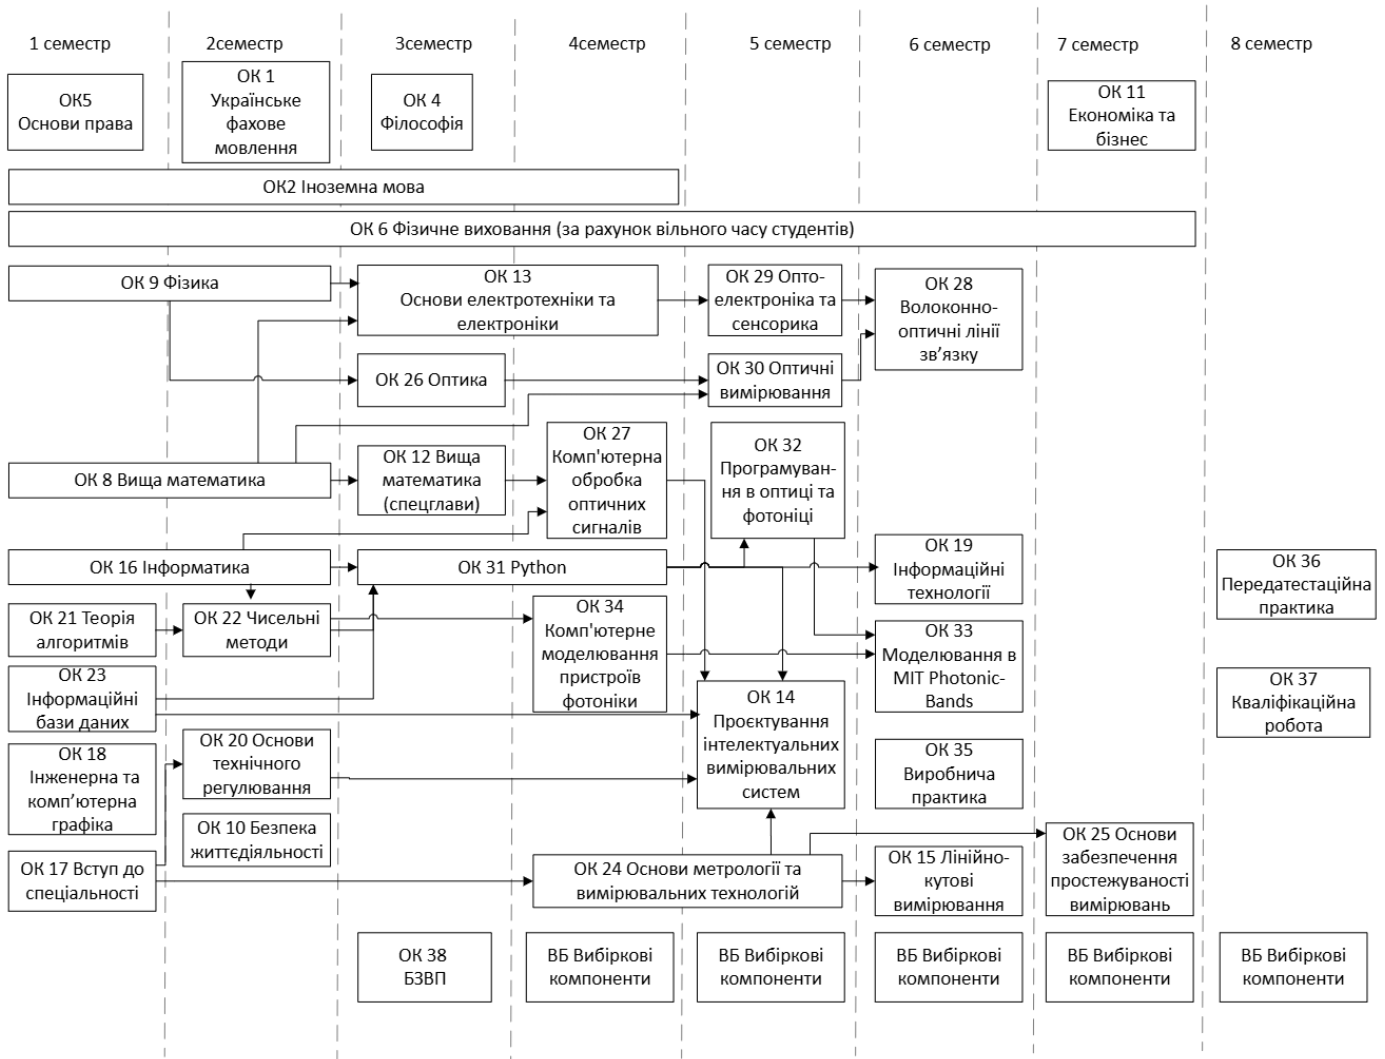 1 семестр
2семестр
3семестр
4семестр
5 семестр
6 семестр
7 семестр
8 семестр
ОК5
Основи права
ОК 1
Українське
фахове
мовлення
ОК 4
Філософія
ОК 11
Економіка та
бізнес
ОК2 Іноземна мова
ОК 6 Фізичне виховання (за рахунок вільного часу студентів)
ОК 9 Фізика
ОК 13
Основи електротехніки та
електроніки
ОК 29 Опто-
електроніка та
сенсорика
ОК 28
Волоконно-
оптичні лінії
зв’язку
ОК 26 Оптика
ОК 30 Оптичні
вимірювання
ОК 8 Вища математика
ОК 12 Вища
математика
(спецглави)
ОК 27
Комп'ютерна
обробка
оптичних
сигналів
ОК 32
Програмуван-
ня в оптиці та
фотоніці
ОК 16 Інформатика
ОК 31 Python
ОК 19
Інформаційні
технології
ОК 36
Передатестаційна
практика
ОК 21 Теорія
алгоритмів
ОК 22 Чисельні
методи
ОК 34
Комп'ютерне
моделювання
пристроїв
фотоніки
ОК 33
Моделювання в
MIT Photonic-
Bands
ОК 23
Інформаційні
бази даних
ОК 14
Проєктування
інтелектуальних
вимірювальних
систем
ОК 37
Кваліфікаційна
робота
ОК 18
Інженерна та
комп’ютерна
графіка
ОК 20 Основи
технічного
регулювання
ОК 35
Виробнича
практика
ОК 10 Безпека
життєдіяльності
ОК 17 Вступ до
спеціальності
ОК 24 Основи метрології та
вимірювальних технологій
ОК 15 Лінійно-
кутові
вимірювання
ОК 25 Основи
забезпечення
простежуваності
вимірювань
ОК 38
БЗВП
ВБ Вибіркові
компоненти
ВБ Вибіркові
компоненти
ВБ Вибіркові
компоненти
ВБ Вибіркові
компоненти
ВБ Вибіркові
компоненти